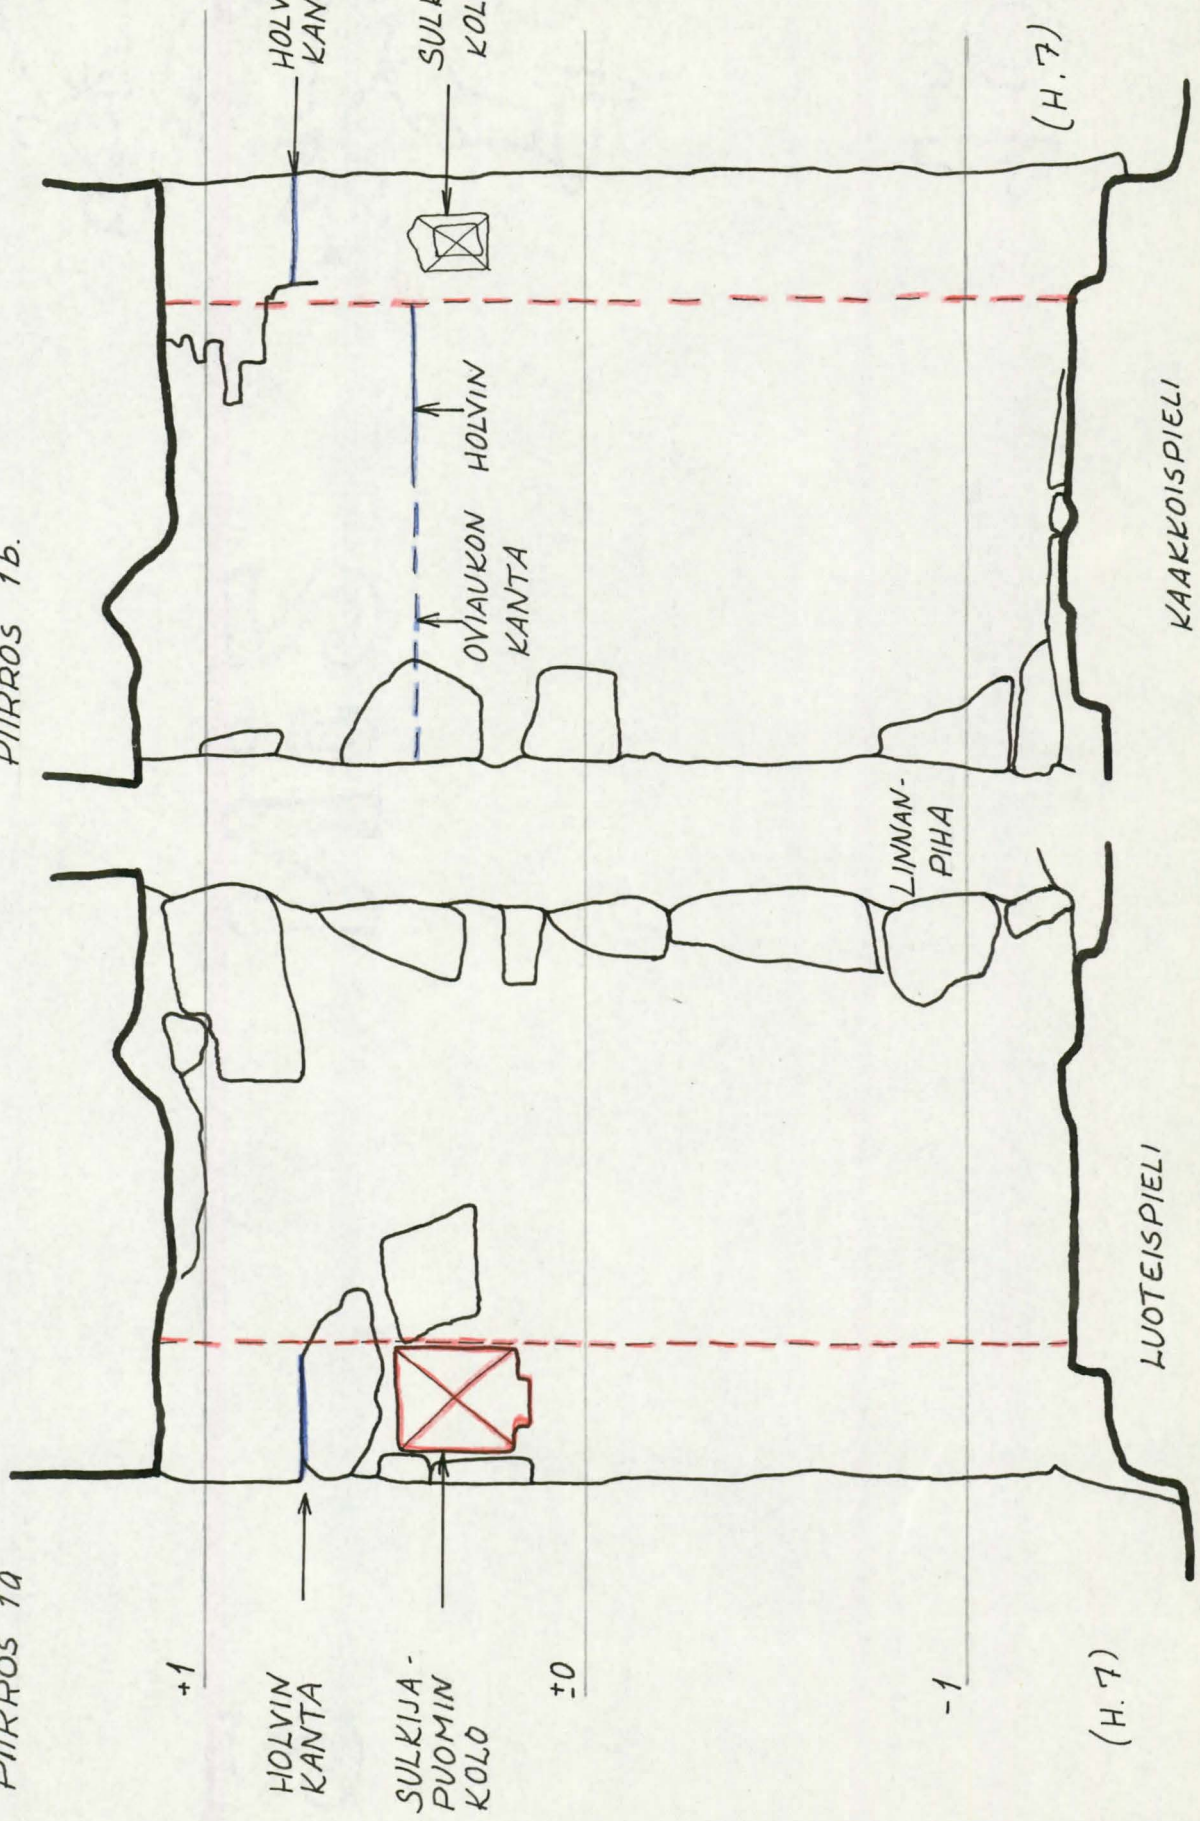 PIIRROS 1a
+1
HOLVIN
KANTA
SULKIJA-
PUOMIN
KOLO
±0
-1
(H.7)
LUOTEISPIELI
LINNAN-
PIHA
PIIRROS 1b.
OVIAUKON HOLVIN
KANTA
KAAKKOISPIELI
(H.7)